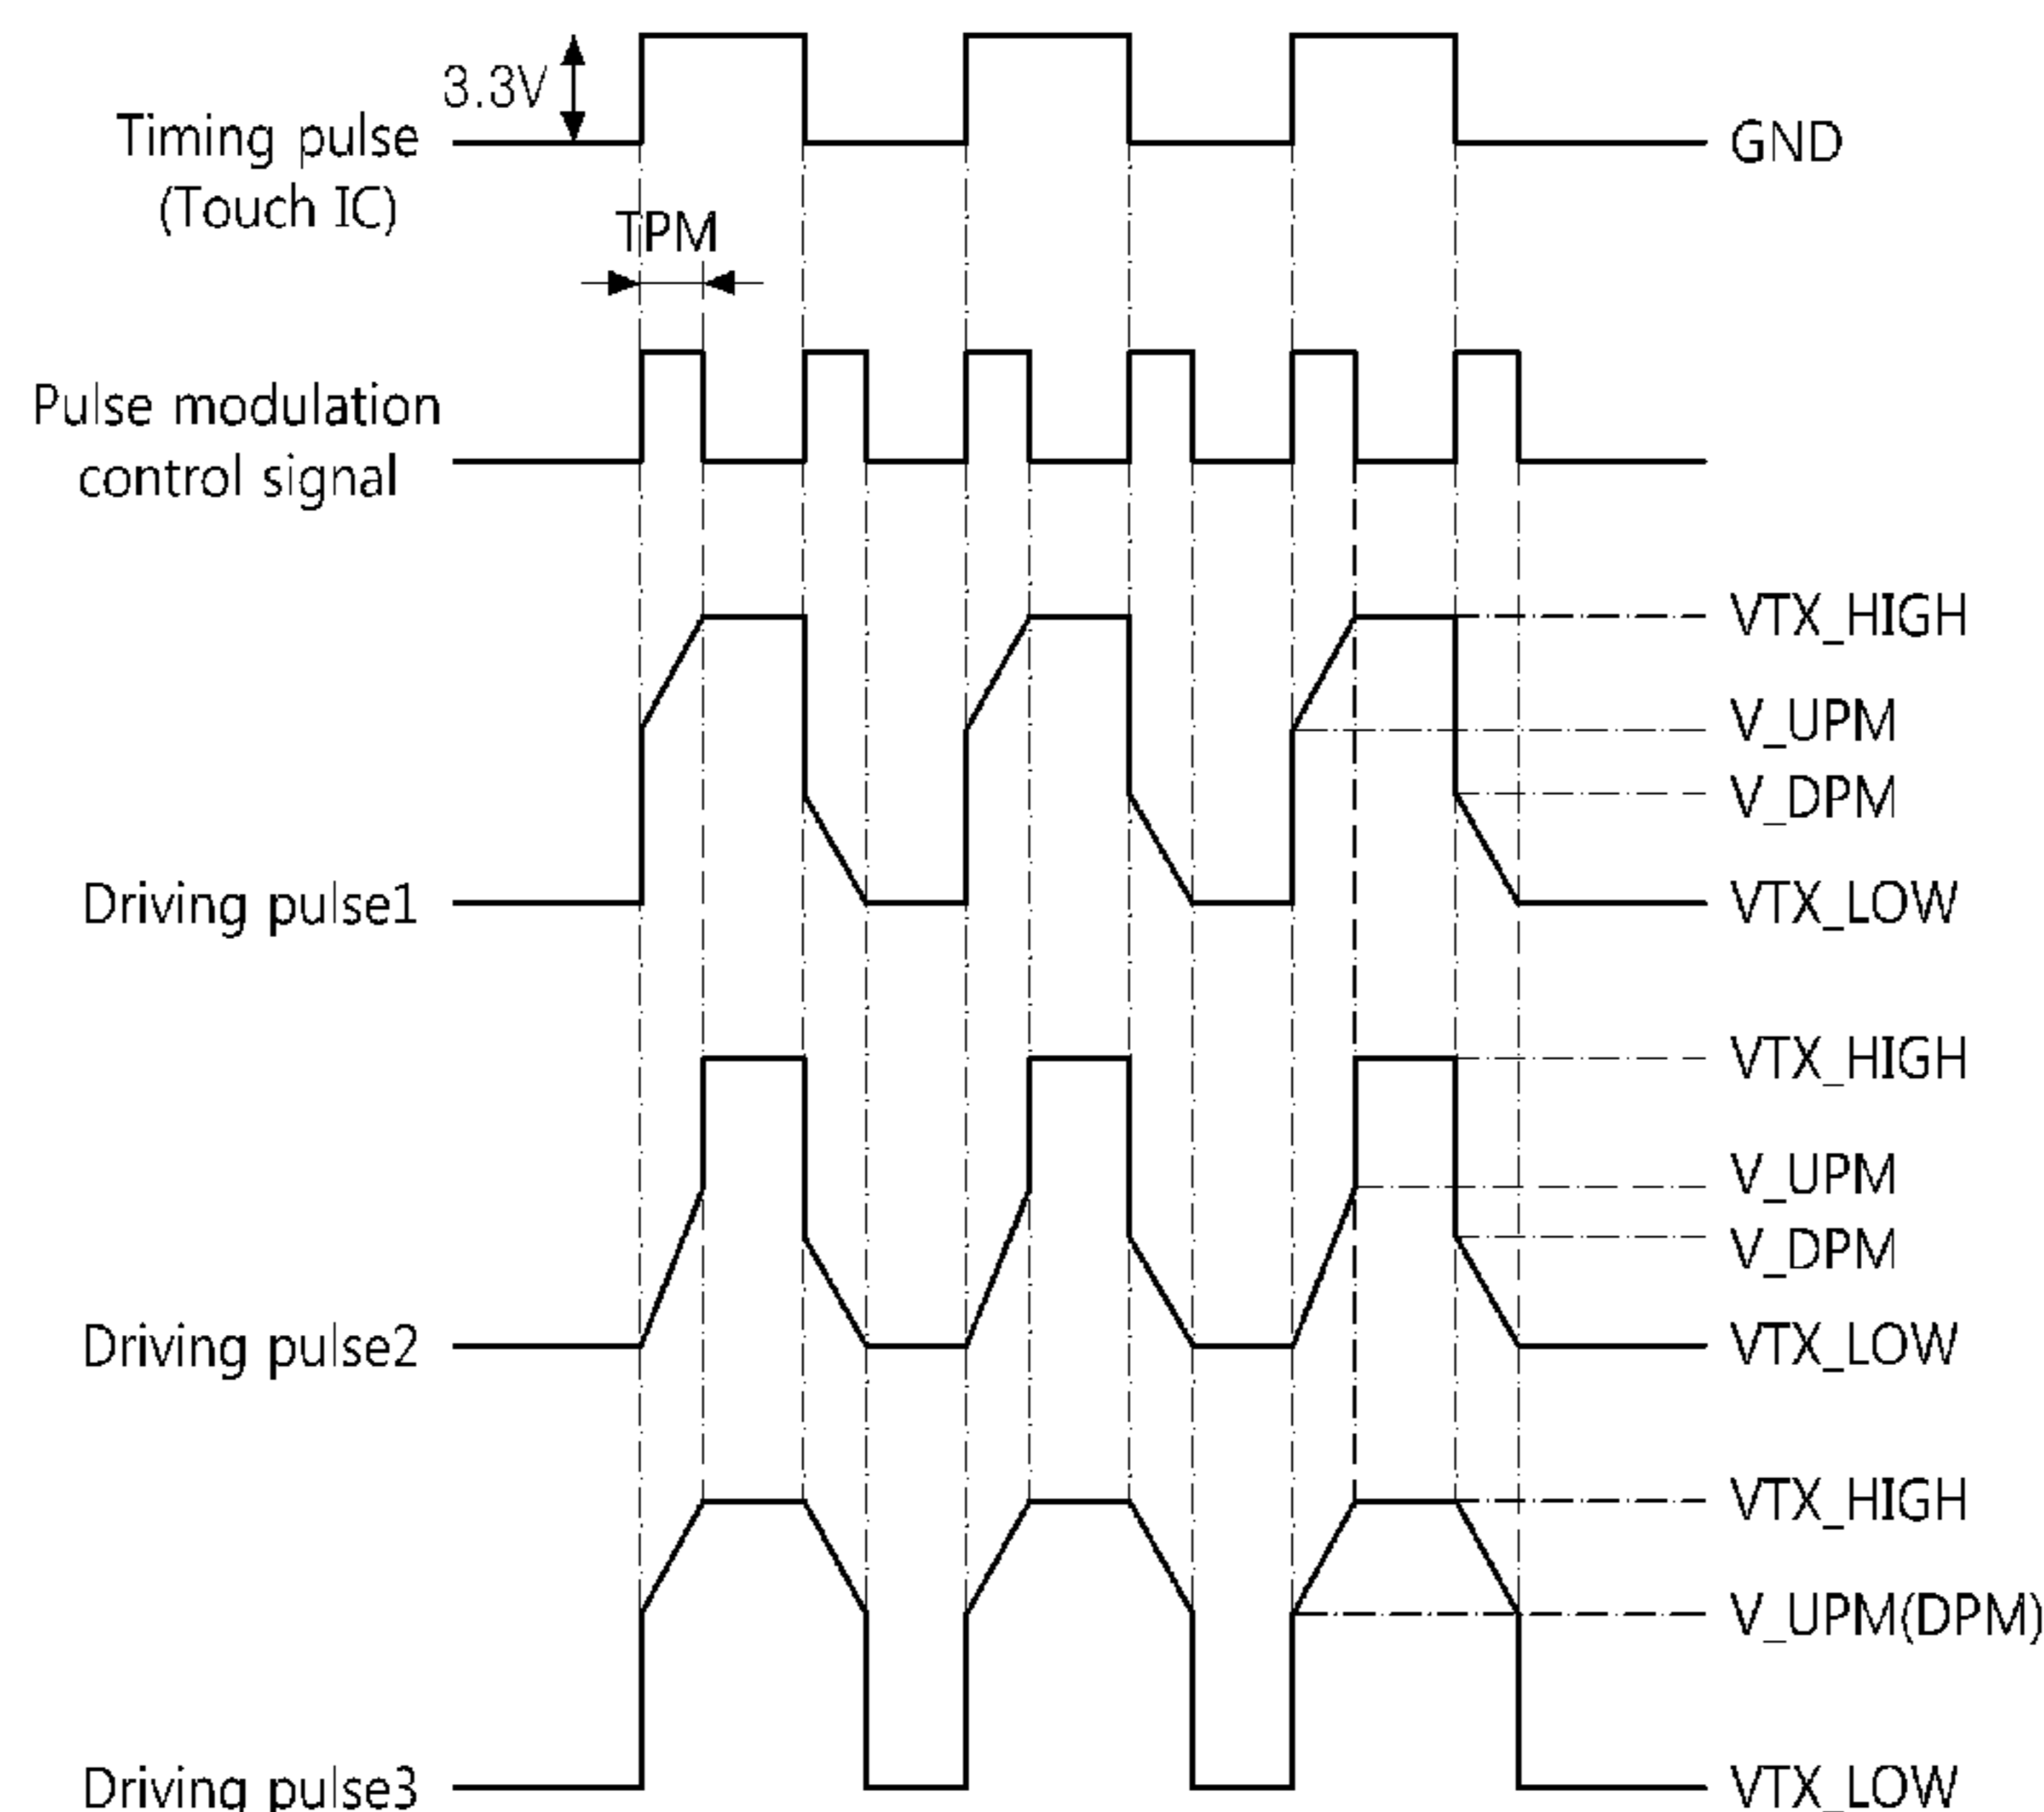 3.3V
Timing pulse
(Touch IC)
GND
TPM
Pulse modulation
control signal
VTX_HIGH
V_UPM
V_DPM
Driving pulse1
VTX_LOW
VTX_HIGH
V_UPM
V_DPM
Driving pulse2
VTX_LOW
VTX_HIGH
V_UPM(DPM)
Driving pulse3
VTX_LOW